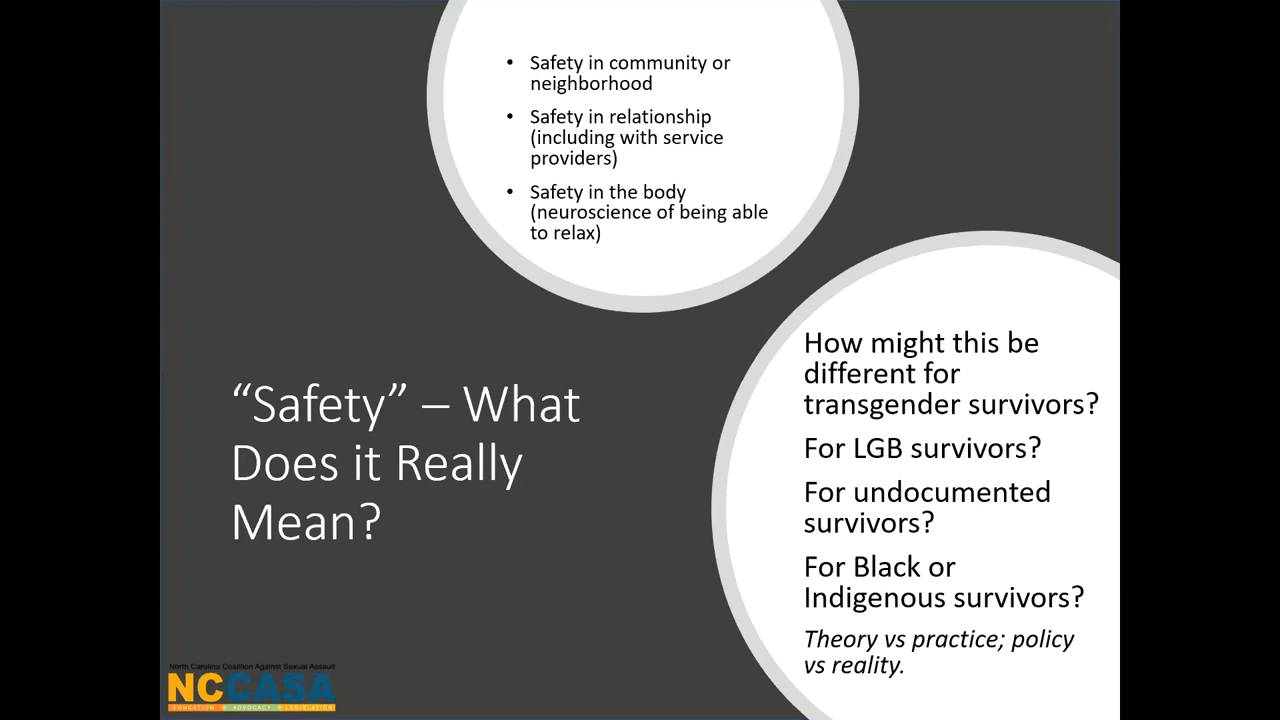 • Safety in community or
neighborhood
• Safety in relationship
(including with service
providers)
• Safety in the body
(neuroscience of being able
to relax)
“Safety” – What
Does it Really
Mean?
How might this be
different for
transgender survivors?
For LGB survivors?
For undocumented
survivors?
For Black or
Indigenous survivors?
Theory vs practice; policy
vs reality.
North Carolina Coalition Against Sexual Assault
NCCASA
EDUCATION + ADVOCACY + LEGISLATION